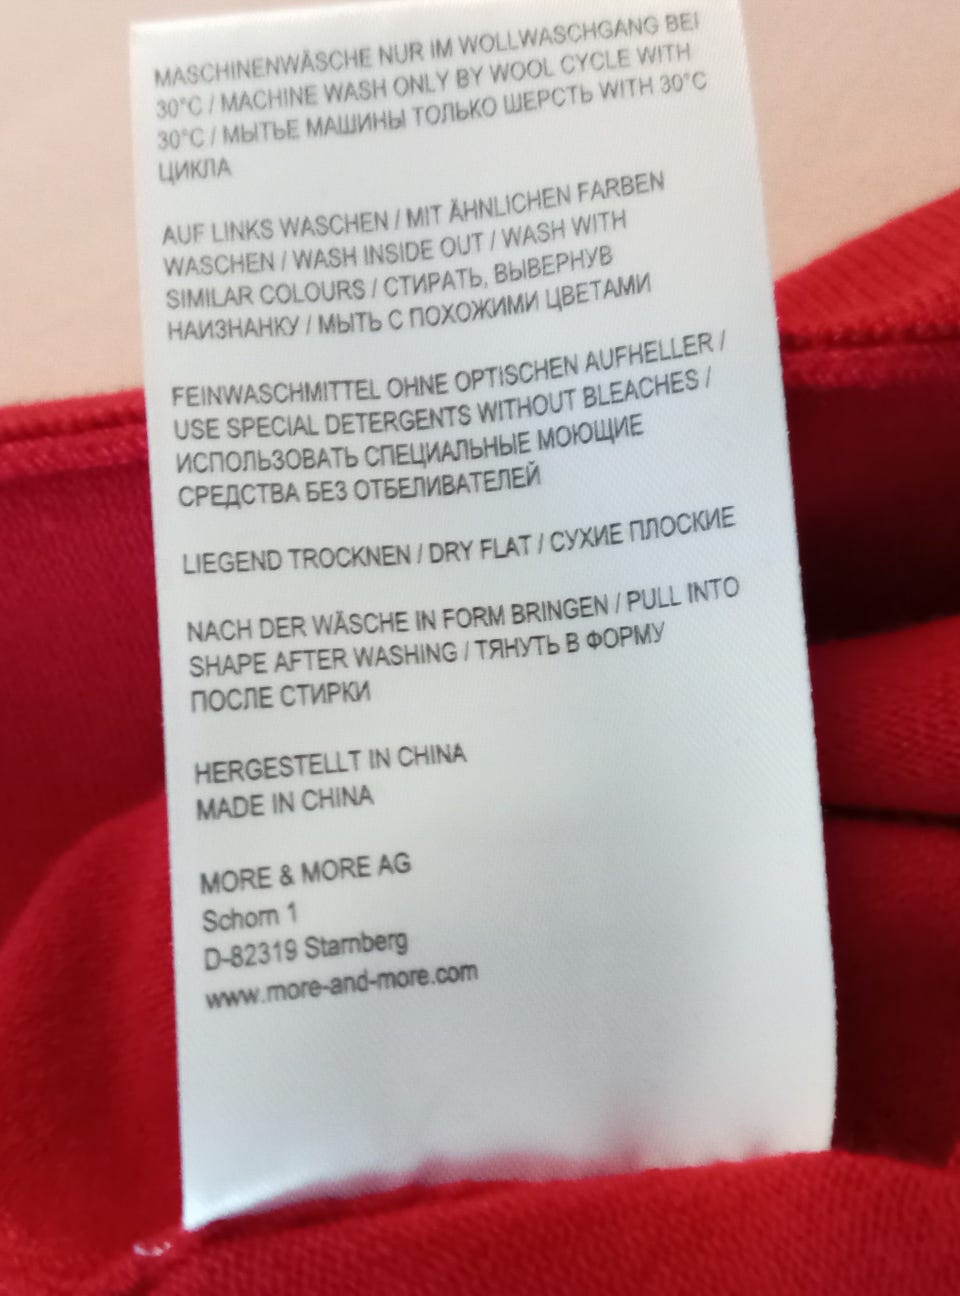 MASCHINENWÄSCHE NUR IM WOLLWASCHGANG BEI
30°C / MACHINE WASH ONLY BY WOOL CYCLE WITH
30°C / МЫТЬЕ МАШИНЫ ТОЛЬКО ШЕРСТЬ WITH 30°C
ЦИКЛА
AUF LINKS WASCHEN / MIT ÄHNLICHEN FARBEN
WASCHEN / WASH INSIDE OUT / WASH WITH
SIMILAR COLOURS / СТИРАТЬ, ВЫВЕРНУВ
НАИЗНАНКУ / МЫТЬ С ПОХОЖИМИ ЦВЕТАМИ
FEINWASCHMITTEL OHNE OPTISCHEN AUFHELLER /
USE SPECIAL DETERGENTS WITHOUT BLEACHES /
ИСПОЛЬЗОВАТЬ СПЕЦИАЛЬНЫЕ МОЮЩИЕ
СРЕДСТВА БЕЗ ОТБЕЛИВАТЕЛЕЙ
LIEGEND TROCKNEN / DRY FLAT / СУХИЕ ПЛОСКИЕ
NACH DER WÄSCHE IN FORM BRINGEN / PULL INTO
SHAPE AFTER WASHING / ТЯНУТЬ В ФОРМУ
ПОСЛЕ СТИРКИ
HERGESTELLT IN CHINA
MADE IN CHINA
MORE & MORE AG
Schorn 1
D-82319 Starnberg
www.more-and-more.com